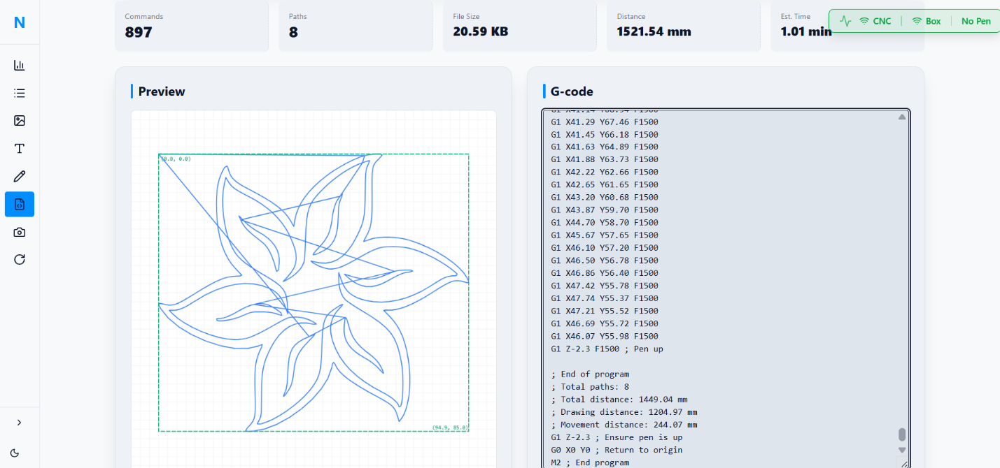 N
Commands
897
Paths
8
File Size
20.59 KB
Distance
1521.54 mm
Est. Time
1.01 min
CNC
Box
No Pen
Preview
(0.0, 0.0)
(94.9, 85.0)
G-code
G1 X41.14 Y68.94 F1500
G1 X41.29 Y67.46 F1500
G1 X41.45 Y66.18 F1500
G1 X41.63 Y64.89 F1500
G1 X41.88 Y63.73 F1500
G1 X42.22 Y62.66 F1500
G1 X42.65 Y61.65 F1500
G1 X43.20 Y60.68 F1500
G1 X43.87 Y59.70 F1500
G1 X44.70 Y58.70 F1500
G1 X45.67 Y57.65 F1500
G1 X46.10 Y57.20 F1500
G1 X46.50 Y56.78 F1500
G1 X46.86 Y56.40 F1500
G1 X47.42 Y55.78 F1500
G1 X47.74 Y55.37 F1500
G1 X47.21 Y55.52 F1500
G1 X46.69 Y55.72 F1500
G1 X46.07 Y55.98 F1500
G1 Z-2.3 F1500 ; Pen up
; End of program
; Total paths: 8
; Total distance: 1449.04 mm
; Drawing distance: 1204.97 mm
; Movement distance: 244.07 mm
G1 Z-2.3 ; Ensure pen is up
G0 X0 Y0 ; Return to origin
M2 ; End program